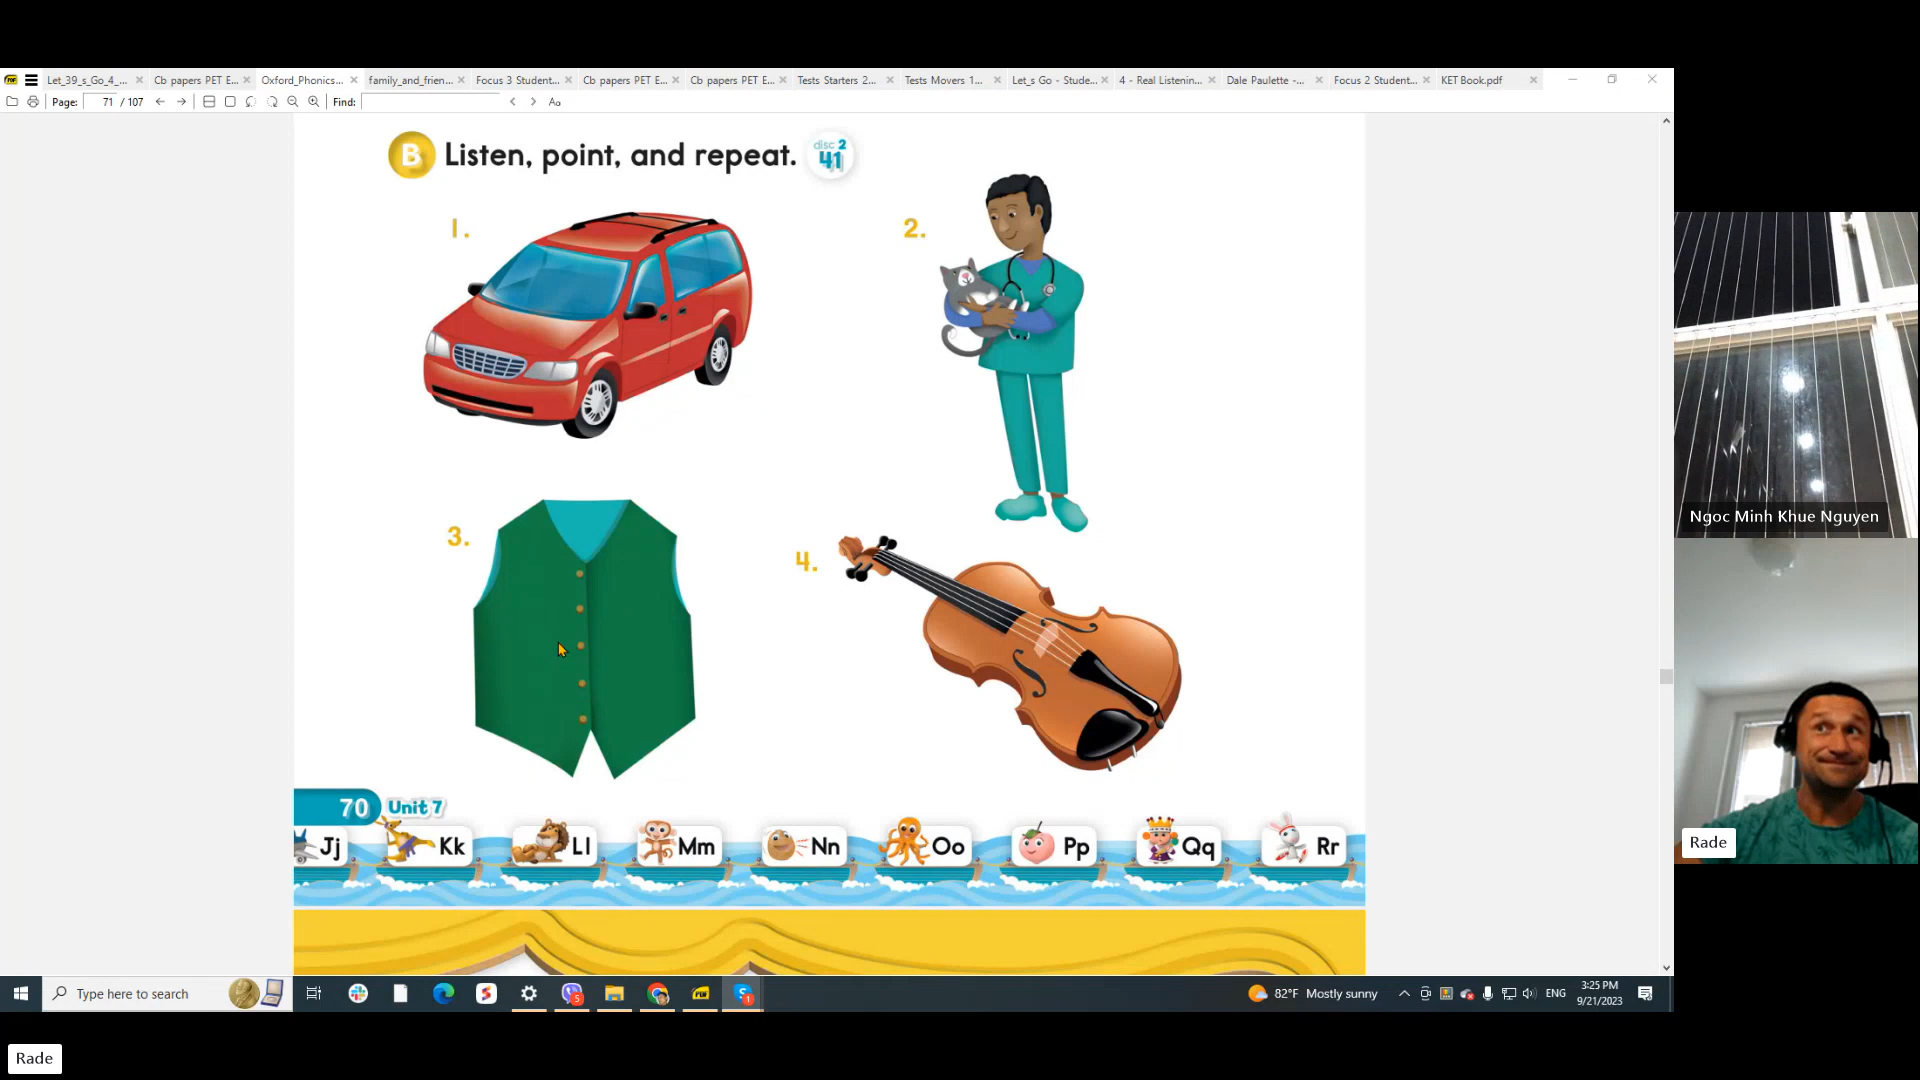 Let_39_s_Go_4_...
Cb papers PET E...
Oxford_Phonics...
family_and_frien...
Focus 3 Student...
Cb papers PET E...
Cb papers PET E...
Tests Starters 2...
Tests Movers 1...
Let_s Go - Stude...
4 - Real Listenin...
Dale Paulette -...
Focus 2 Student...
KET Book.pdf
Page: 71 / 107
Find:
Aa
B Listen, point, and repeat. disc 2 41
1.
2.
3.
4.
70 Unit 7
Jj Kk Ll Mm Nn Oo Pp Qq Rr
Ngoc Minh Khue Nguyen
Rade
Type here to search
5
1
82°F Mostly sunny
ENG
3:25 PM
9/21/2023
Rade